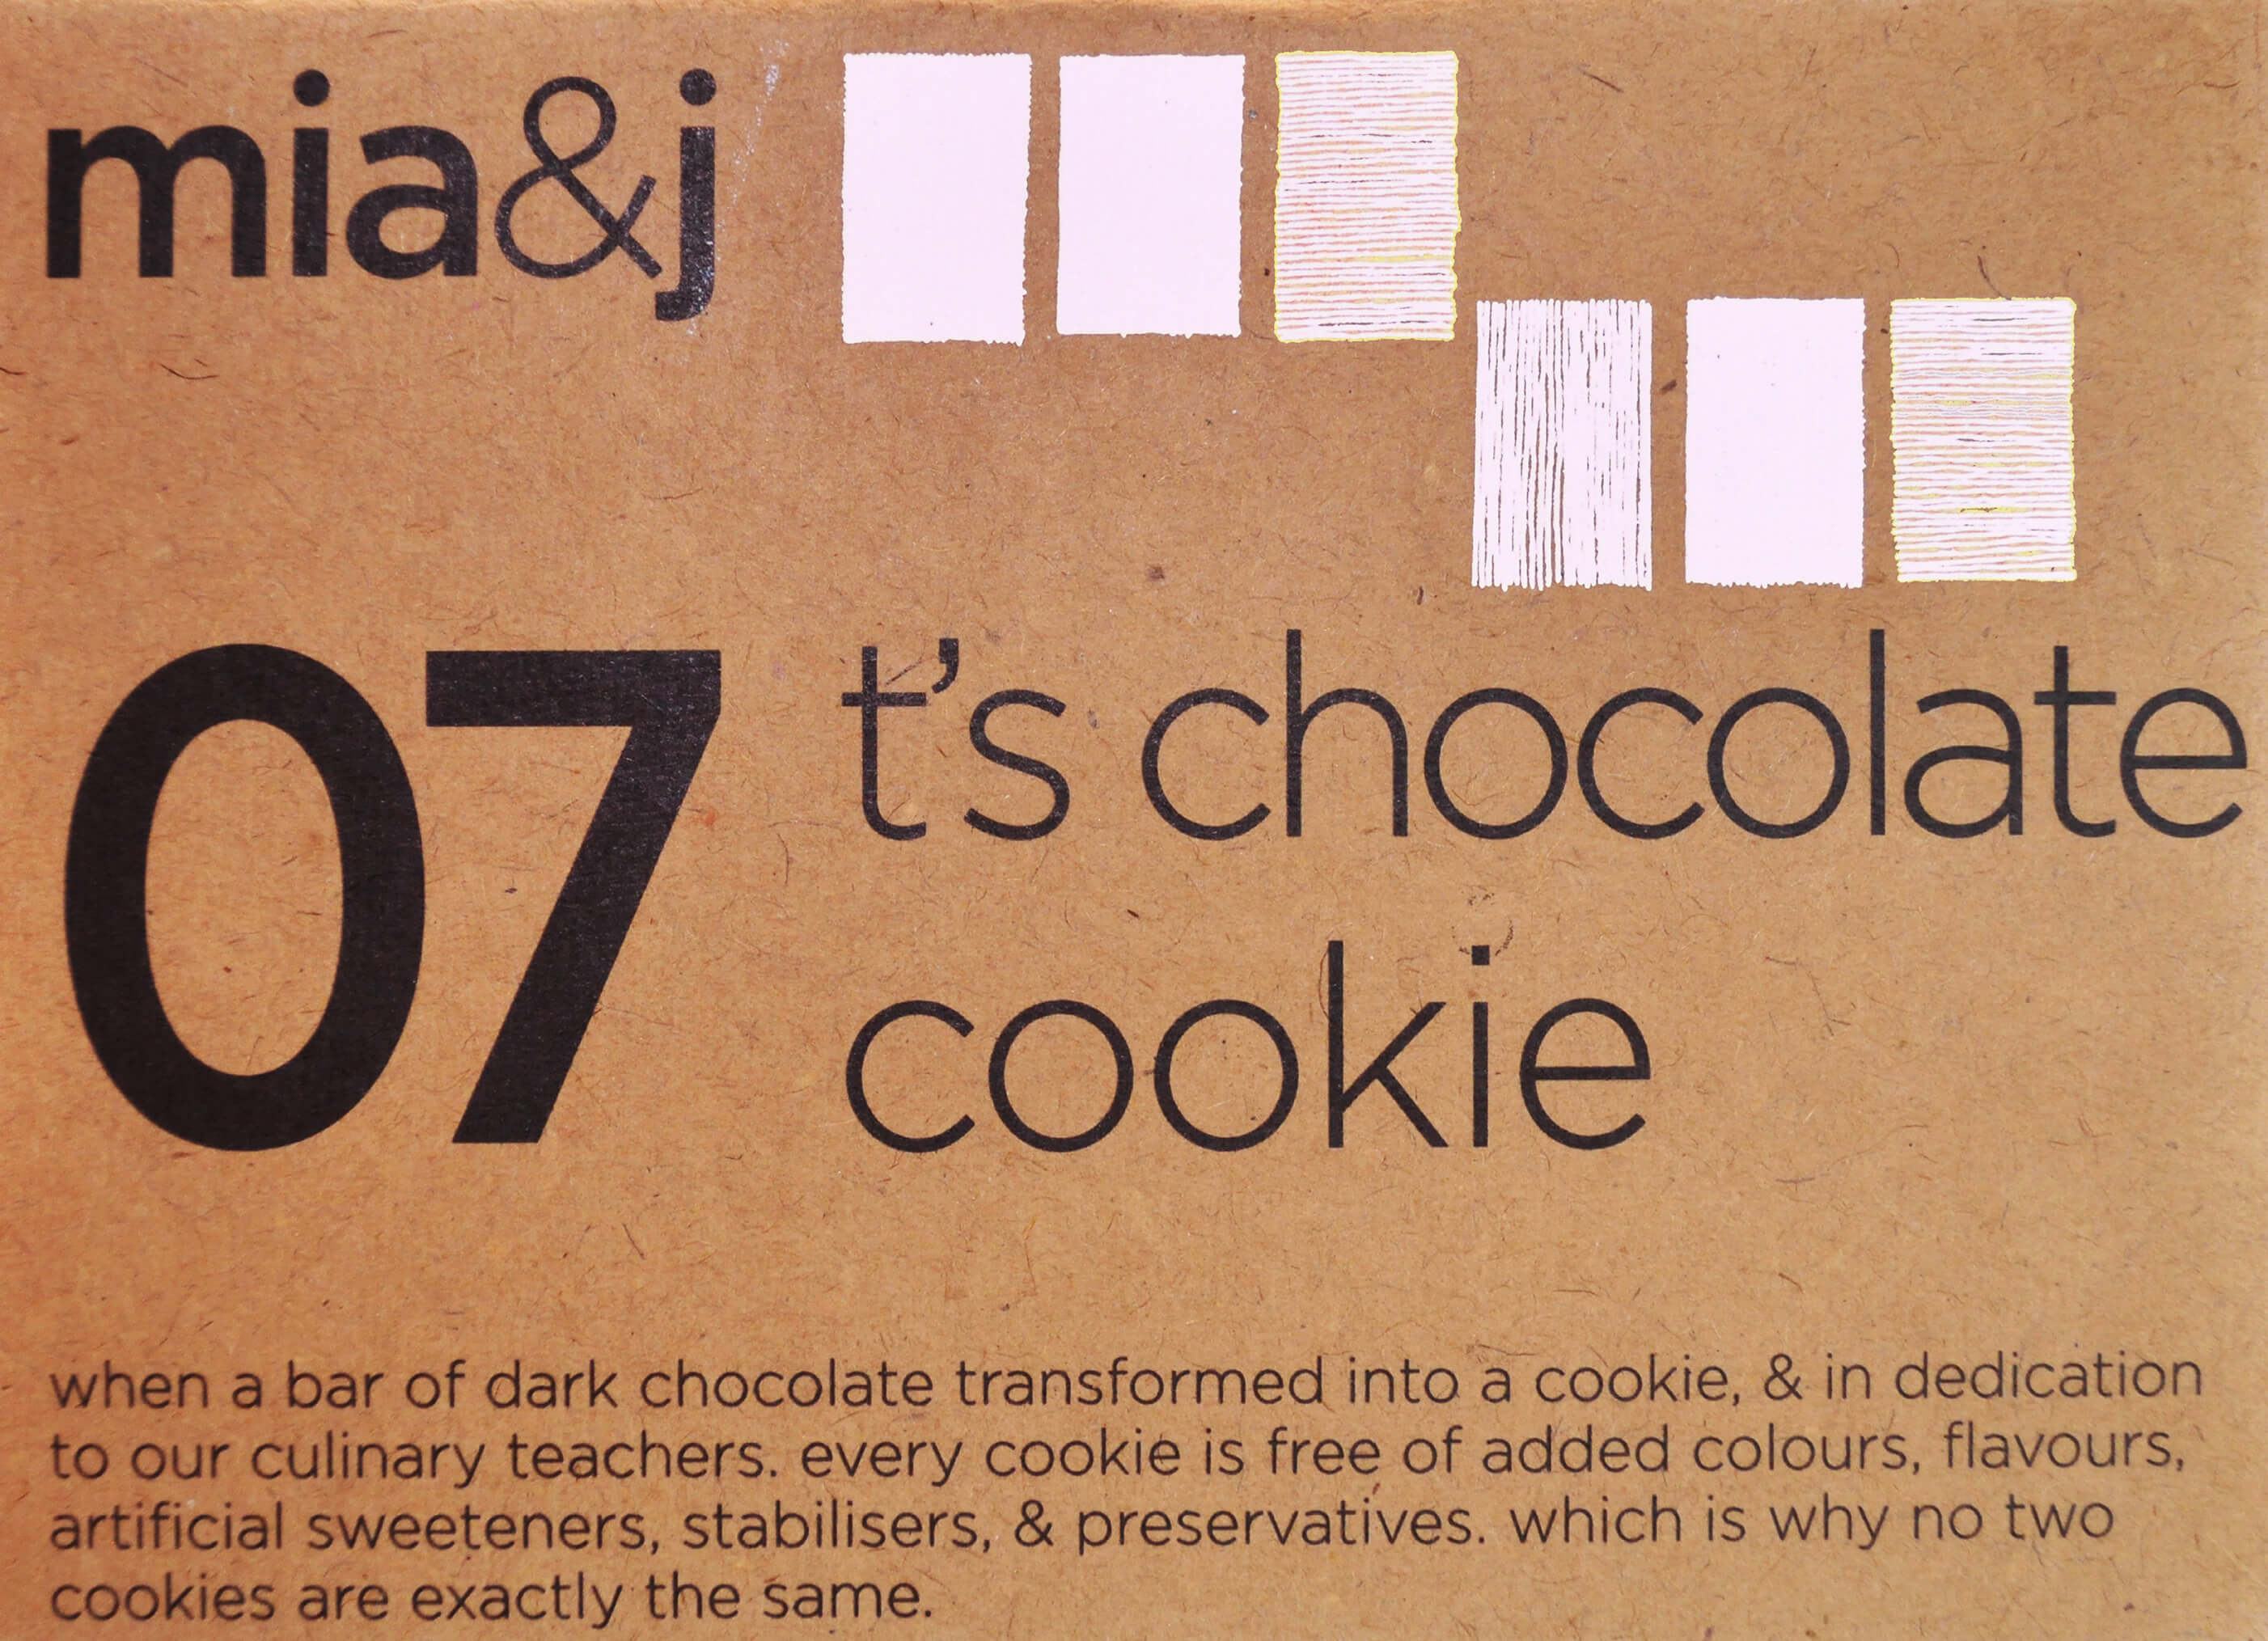 mia&j
07
t's chocolate
cookie
when a bar of dark chocolate transformed into a cookie, & in dedication
to our culinary teachers. every cookie is free of added colours, flavours,
artificial sweeteners, stabilisers, & preservatives. which is why no two
cookies are exactly the same.